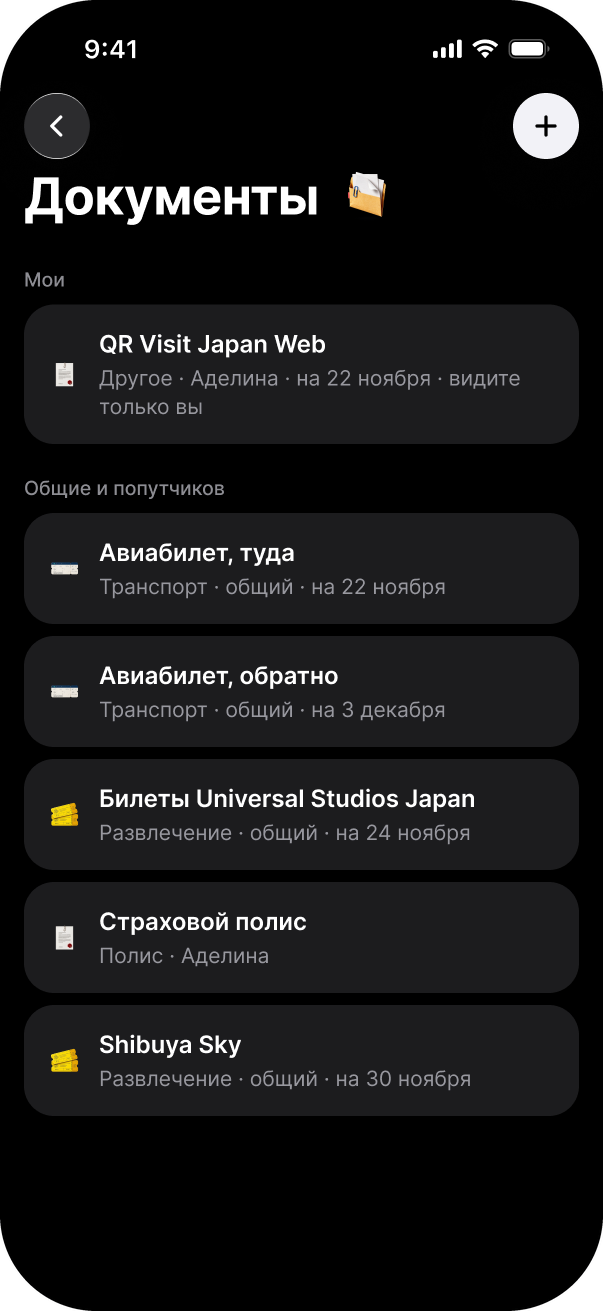 9:41
Документы
Мои
QR Visit Japan Web
Другое · Аделина · на 22 ноября · видите
только вы
Общие и попутчиков
Авиабилет, туда
Транспорт · общий · на 22 ноября
Авиабилет, обратно
Транспорт · общий · на 3 декабря
Билеты Universal Studios Japan
Развлечение · общий · на 24 ноября
Страховой полис
Полис · Аделина
Shibuya Sky
Развлечение · общий · на 30 ноября